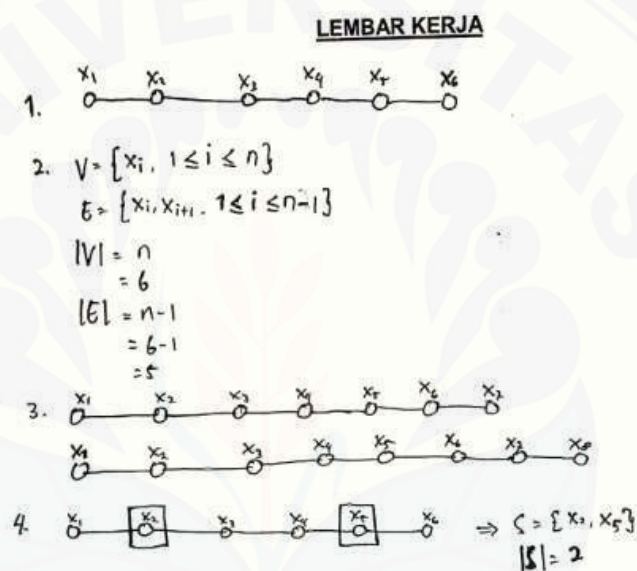 LEMBAR KERJA
x₁ x₂ x₃ x₄ x₅ x₆
1.
2. V = {xᵢ, 1 ≤ i ≤ n}
E = {xᵢ, xᵢ₊₁, 1 ≤ i ≤ n-1}
|V| = n
= 6
|E| = n-1
= 6-1
= 5
3. x₁ x₂ x₃ x₄ x₅ x₆ x₇
x₁ x₂ x₃ x₄ x₅ x₆ x₇ x₈
4. x₁ x₂ x₃ x₄ x₅ x₆ ⇒ S = {x₂, x₅}
|S| = 2